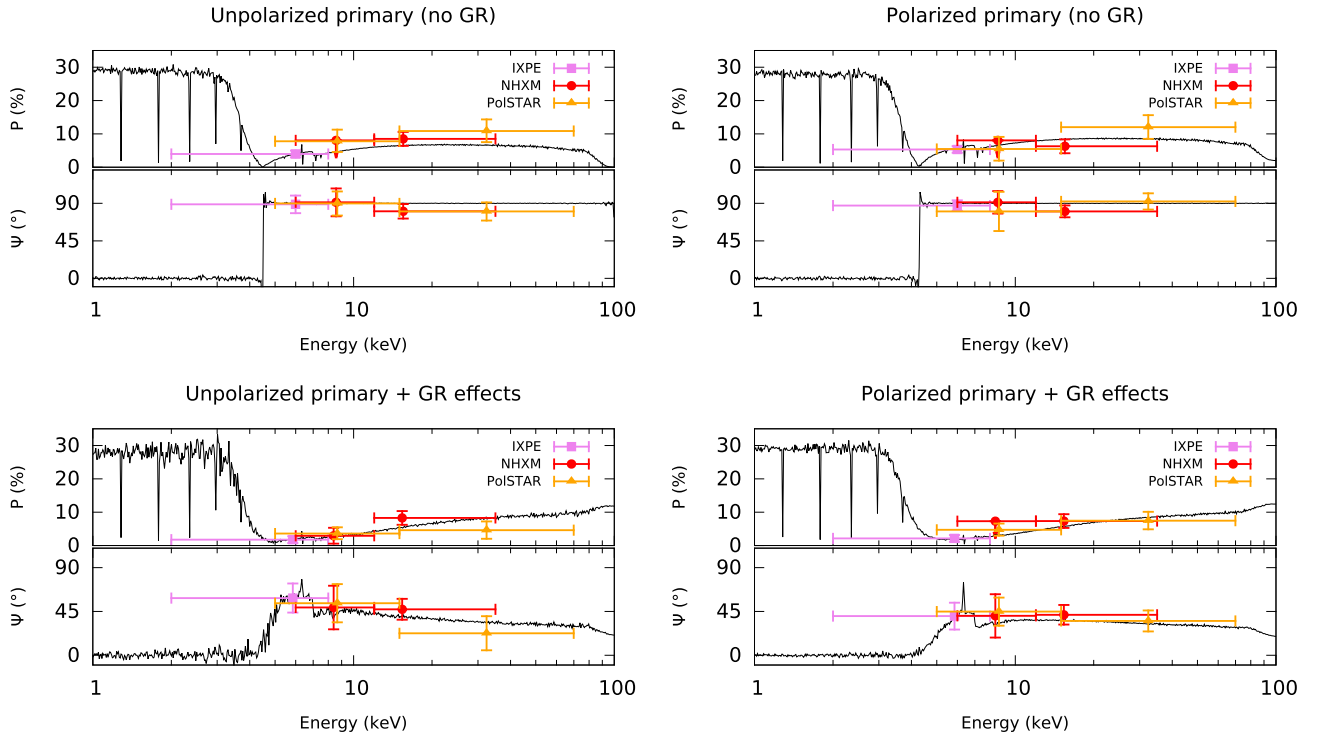 Unpolarized primary (no GR)
P (%)
30
20
10
0
IXPE
NHXM
PolSTAR
Ψ (°)
90
45
0
1 10 100
Energy (keV)
Polarized primary (no GR)
P (%)
30
20
10
0
IXPE
NHXM
PolSTAR
Ψ (°)
90
45
0
1 10 100
Energy (keV)
Unpolarized primary + GR effects
P (%)
30
20
10
0
IXPE
NHXM
PolSTAR
Ψ (°)
90
45
0
1 10 100
Energy (keV)
Polarized primary + GR effects
P (%)
30
20
10
0
IXPE
NHXM
PolSTAR
Ψ (°)
90
45
0
1 10 100
Energy (keV)